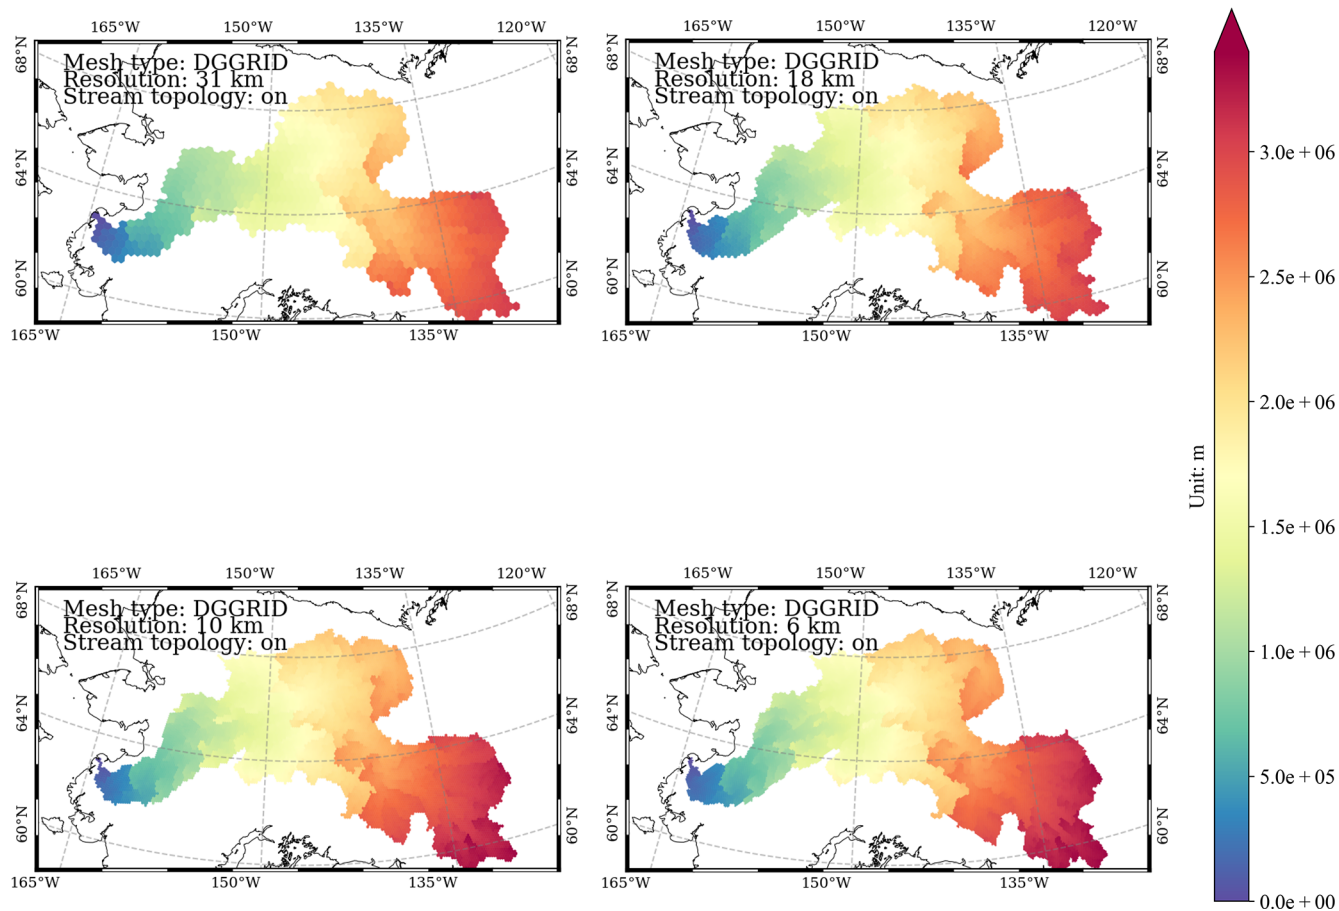 165°W 150°W 135°W 120°W
68°N
Mesh type: DGGRID
Resolution: 31 km
Stream topology: on
68°N
64°N
64°N
60°N
60°N
165°W 150°W 135°W
165°W 150°W 135°W 120°W
68°N
Mesh type: DGGRID
Resolution: 18 km
Stream topology: on
68°N
64°N
64°N
60°N
60°N
165°W 150°W 135°W
165°W 150°W 135°W 120°W
68°N
Mesh type: DGGRID
Resolution: 10 km
Stream topology: on
68°N
64°N
64°N
60°N
60°N
165°W 150°W 135°W
165°W 150°W 135°W 120°W
68°N
Mesh type: DGGRID
Resolution: 6 km
Stream topology: on
68°N
64°N
64°N
60°N
60°N
165°W 150°W 135°W
Unit: m
3.0e+06
2.5e+06
2.0e+06
1.5e+06
1.0e+06
5.0e+05
0.0e+00